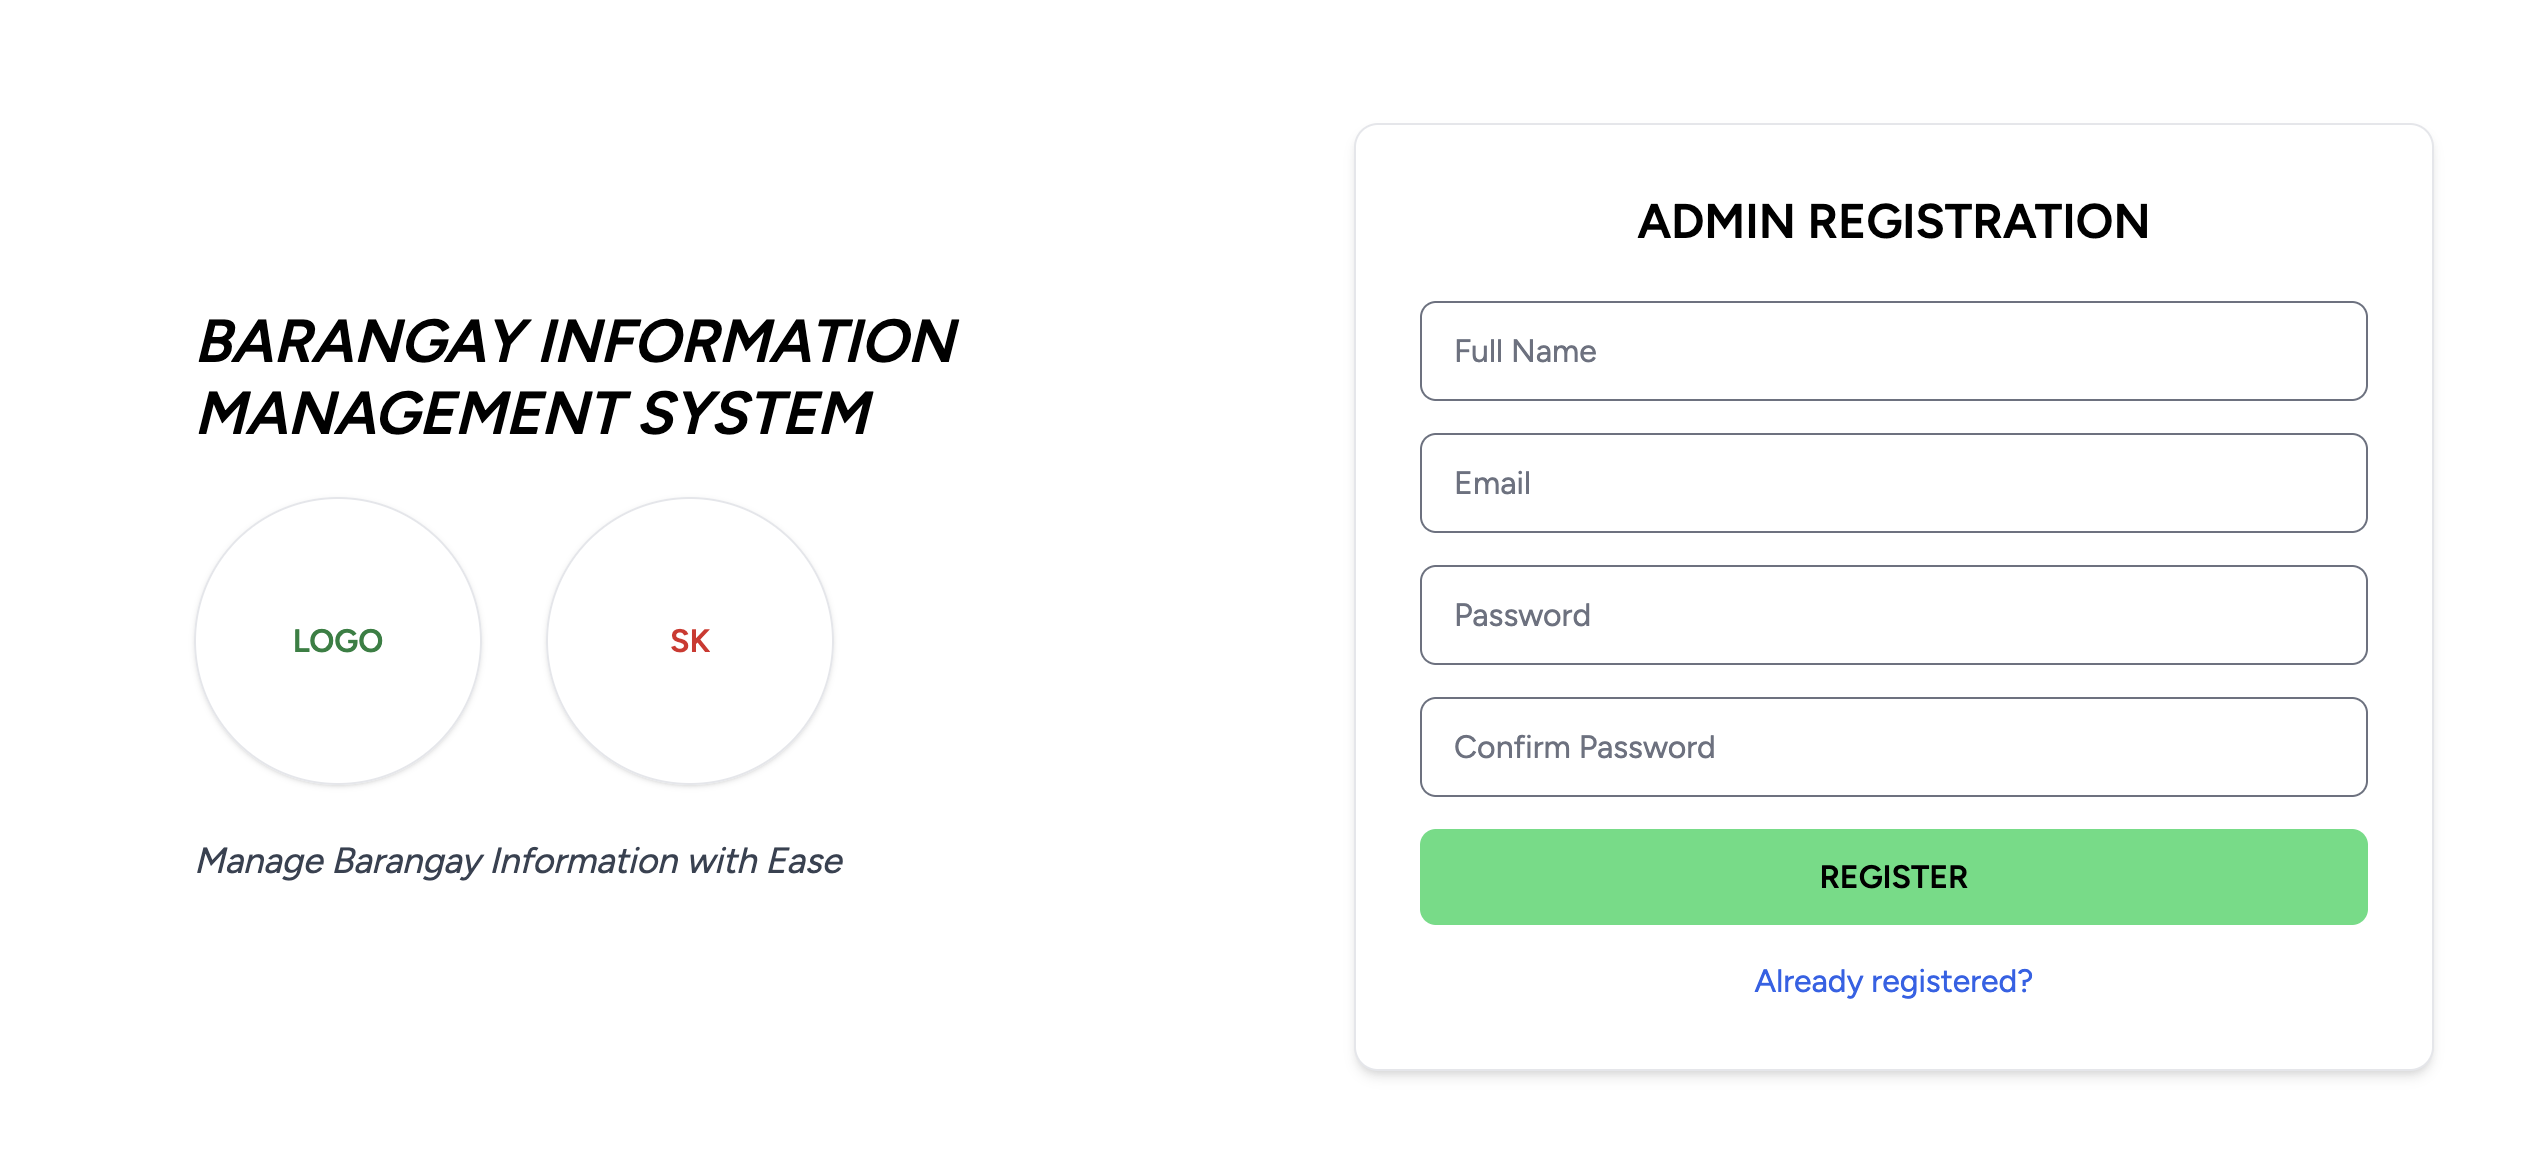 BARANGAY INFORMATION
MANAGEMENT SYSTEM
LOGO
SK
Manage Barangay Information with Ease
ADMIN REGISTRATION
Full Name
Email
Password
Confirm Password
REGISTER
Already registered?